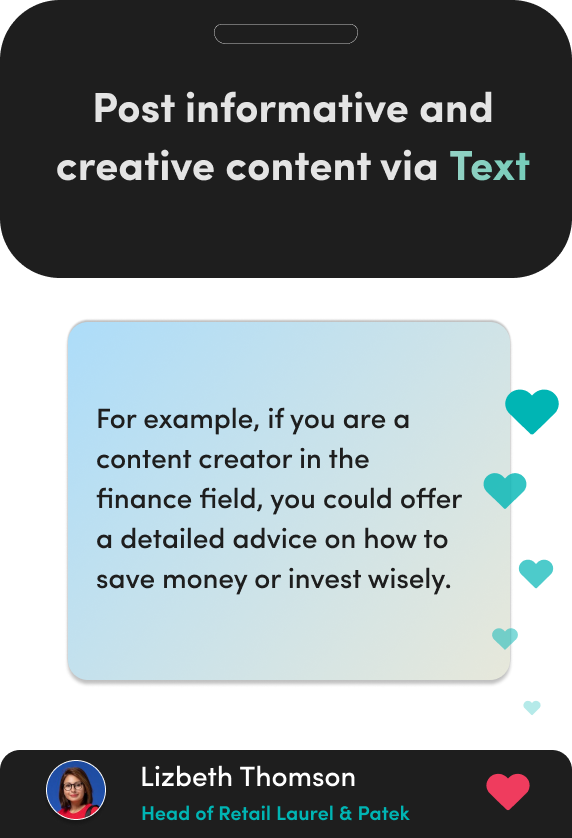 Post informative and
creative content via Text
For example, if you are a
content creator in the
finance field, you could offer
a detailed advice on how to
save money or invest wisely.
Lizbeth Thomson
Head of Retail Laurel & Patek